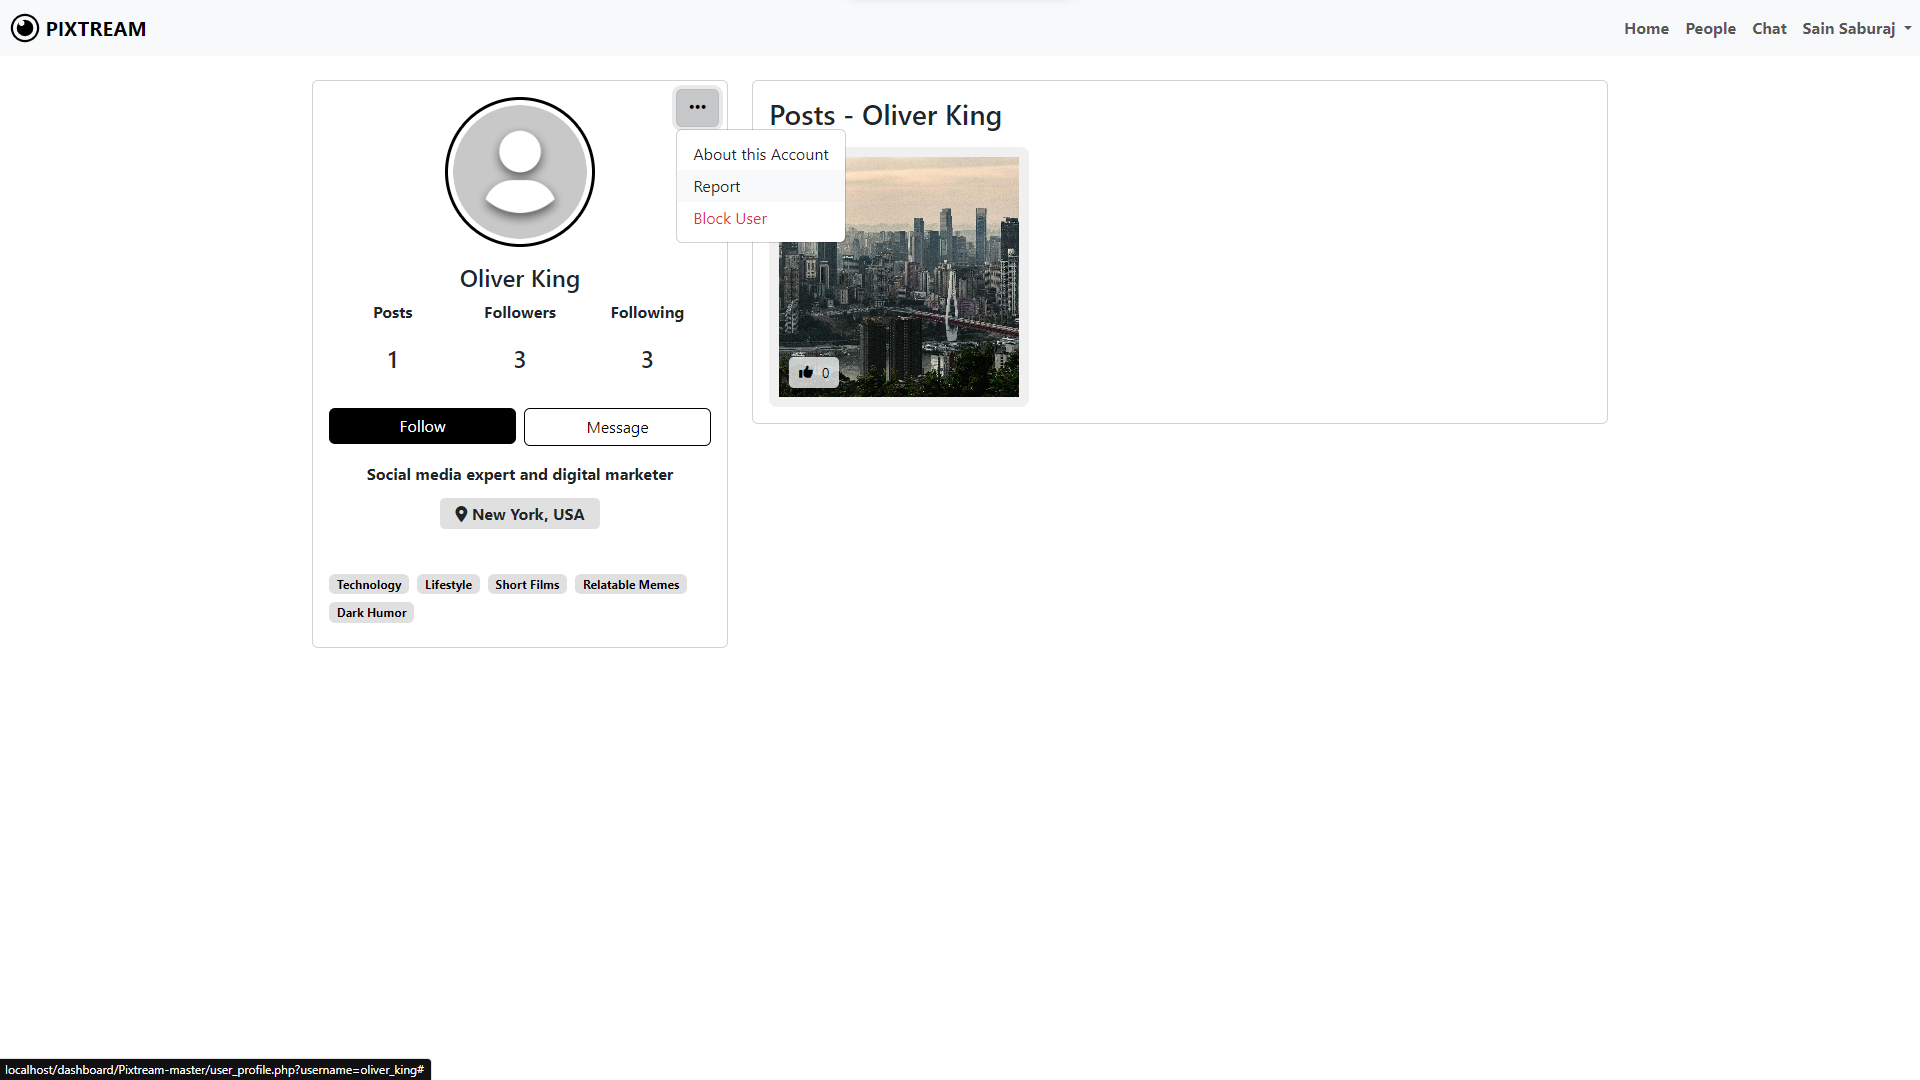 PIXTREAM
Home People Chat Sain Saburaj
•••
About this Account
Report
Block User
Oliver King
Posts Followers Following
1 3 3
Follow Message
Social media expert and digital marketer
New York, USA
Technology Lifestyle Short Films Relatable Memes
Dark Humor
Posts - Oliver King
0
localhost/dashboard/Pixtream-master/user_profile.php?username=oliver_king#